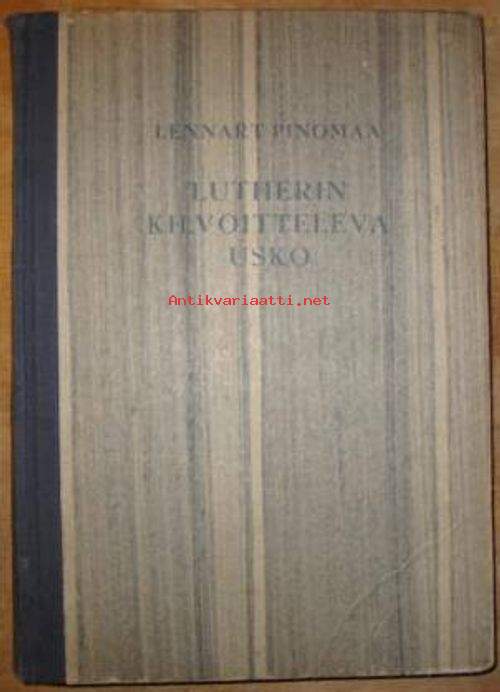 LENNART PINOMAA
LUTHERIN
KILVOITTELEVA
USKO
Antikvariaatti.net